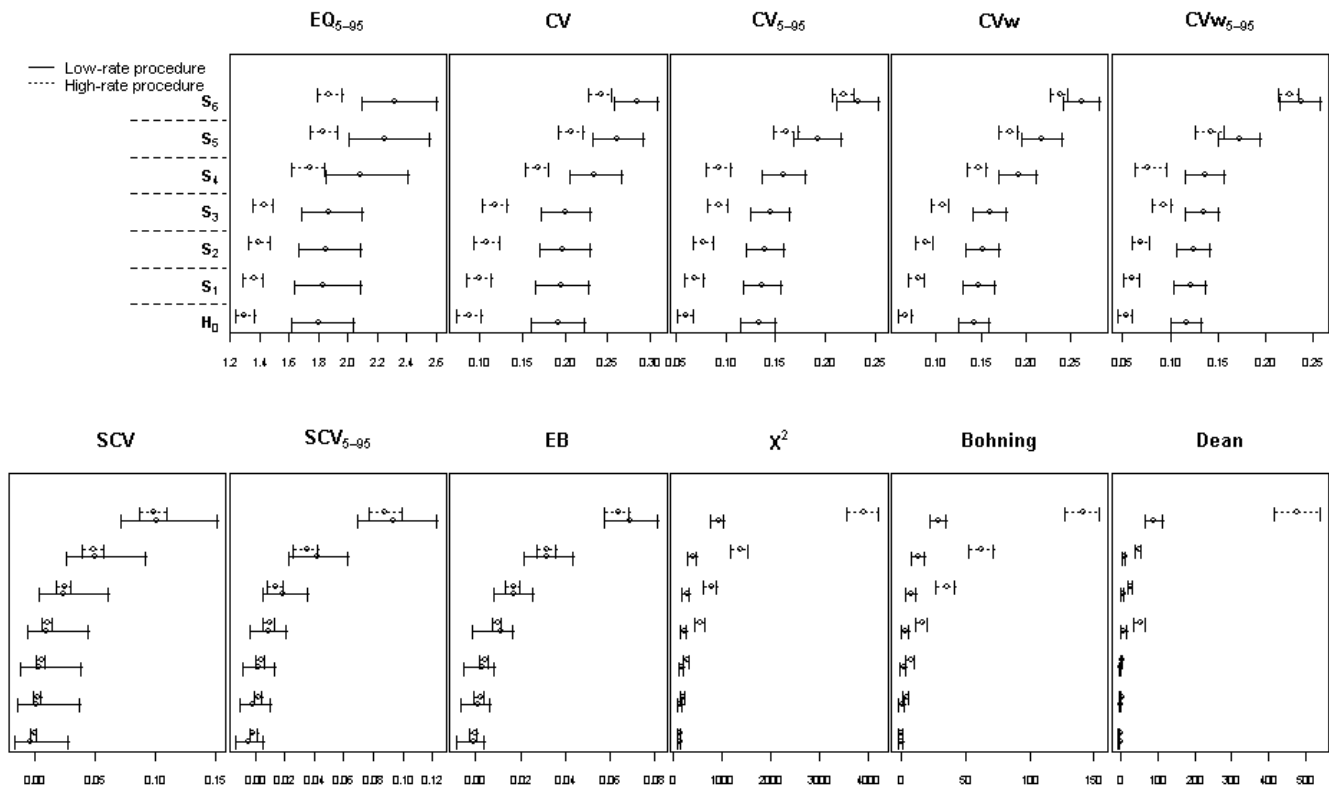 EQ5–95 CV CV5–95 CVw CVw5–95
Low-rate procedure
High-rate procedure
S6
S5
S4
S3
S2
S1
H0
1.2 1.4 1.6 1.8 2.0 2.2 2.4 2.6 0.10 0.15 0.20 0.25 0.30 0.05 0.10 0.15 0.20 0.25 0.10 0.15 0.20 0.25 0.05 0.10 0.15 0.20 0.25
SCV SCV5–95 EB χ2 Bohning Dean
0.00 0.05 0.10 0.15 0.00 0.02 0.04 0.06 0.08 0.10 0.12 0.00 0.02 0.04 0.06 0.08 0 1000 2000 3000 4000 0 50 100 150 0 100 200 300 400 500